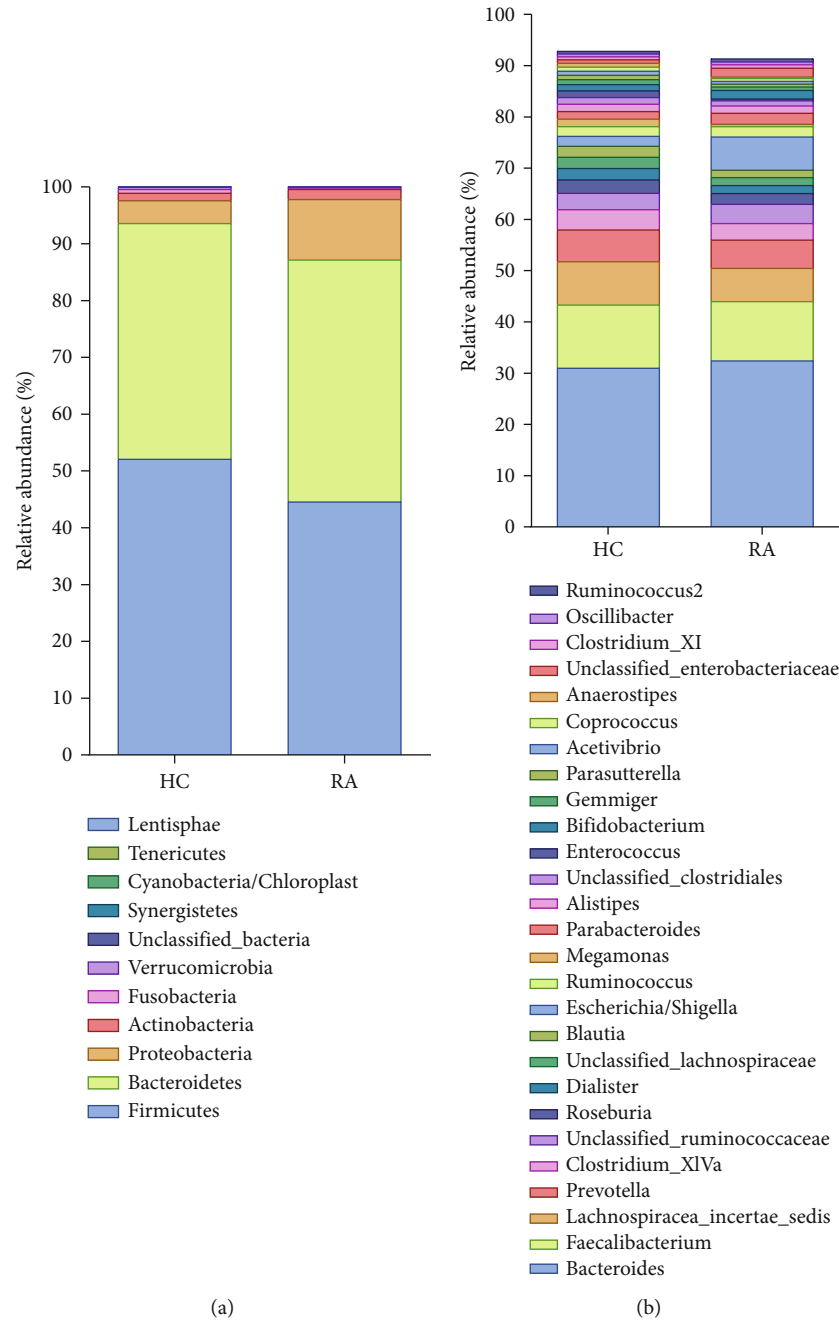 Relative abundance (%)
100
90
80
70
60
50
40
30
20
10
0
HC
RA
Lentisphae
Tenericutes
Cyanobacteria/Chloroplast
Synergistetes
Unclassified_bacteria
Verrucomicrobia
Fusobacteria
Actinobacteria
Proteobacteria
Bacteroidetes
Firmicutes
(a)
Relative abundance (%)
100
90
80
70
60
50
40
30
20
10
0
HC
RA
Ruminococcus2
Oscillibacter
Clostridium_XI
Unclassified_enterobacteriaceae
Anaerostipes
Coprococcus
Acetivibrio
Parasutterella
Gemmiger
Bifidobacterium
Enterococcus
Unclassified_clostridiales
Alistipes
Parabacteroides
Megamonas
Ruminococcus
Escherichia/Shigella
Blautia
Unclassified_lachnospiraceae
Dialister
Roseburia
Unclassified_ruminococcaceae
Clostridium_XlVa
Prevotella
Lachnospiracea_incertae_sedis
Faecalibacterium
Bacteroides
(b)